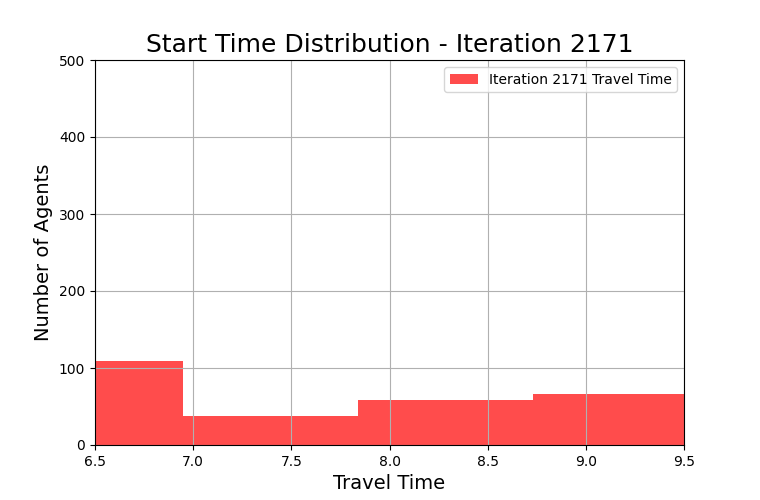 Start Time Distribution - Iteration 2171
Iteration 2171 Travel Time
Number of Agents
500
400
300
200
100
0
6.5 7.0 7.5 8.0 8.5 9.0 9.5
Travel Time